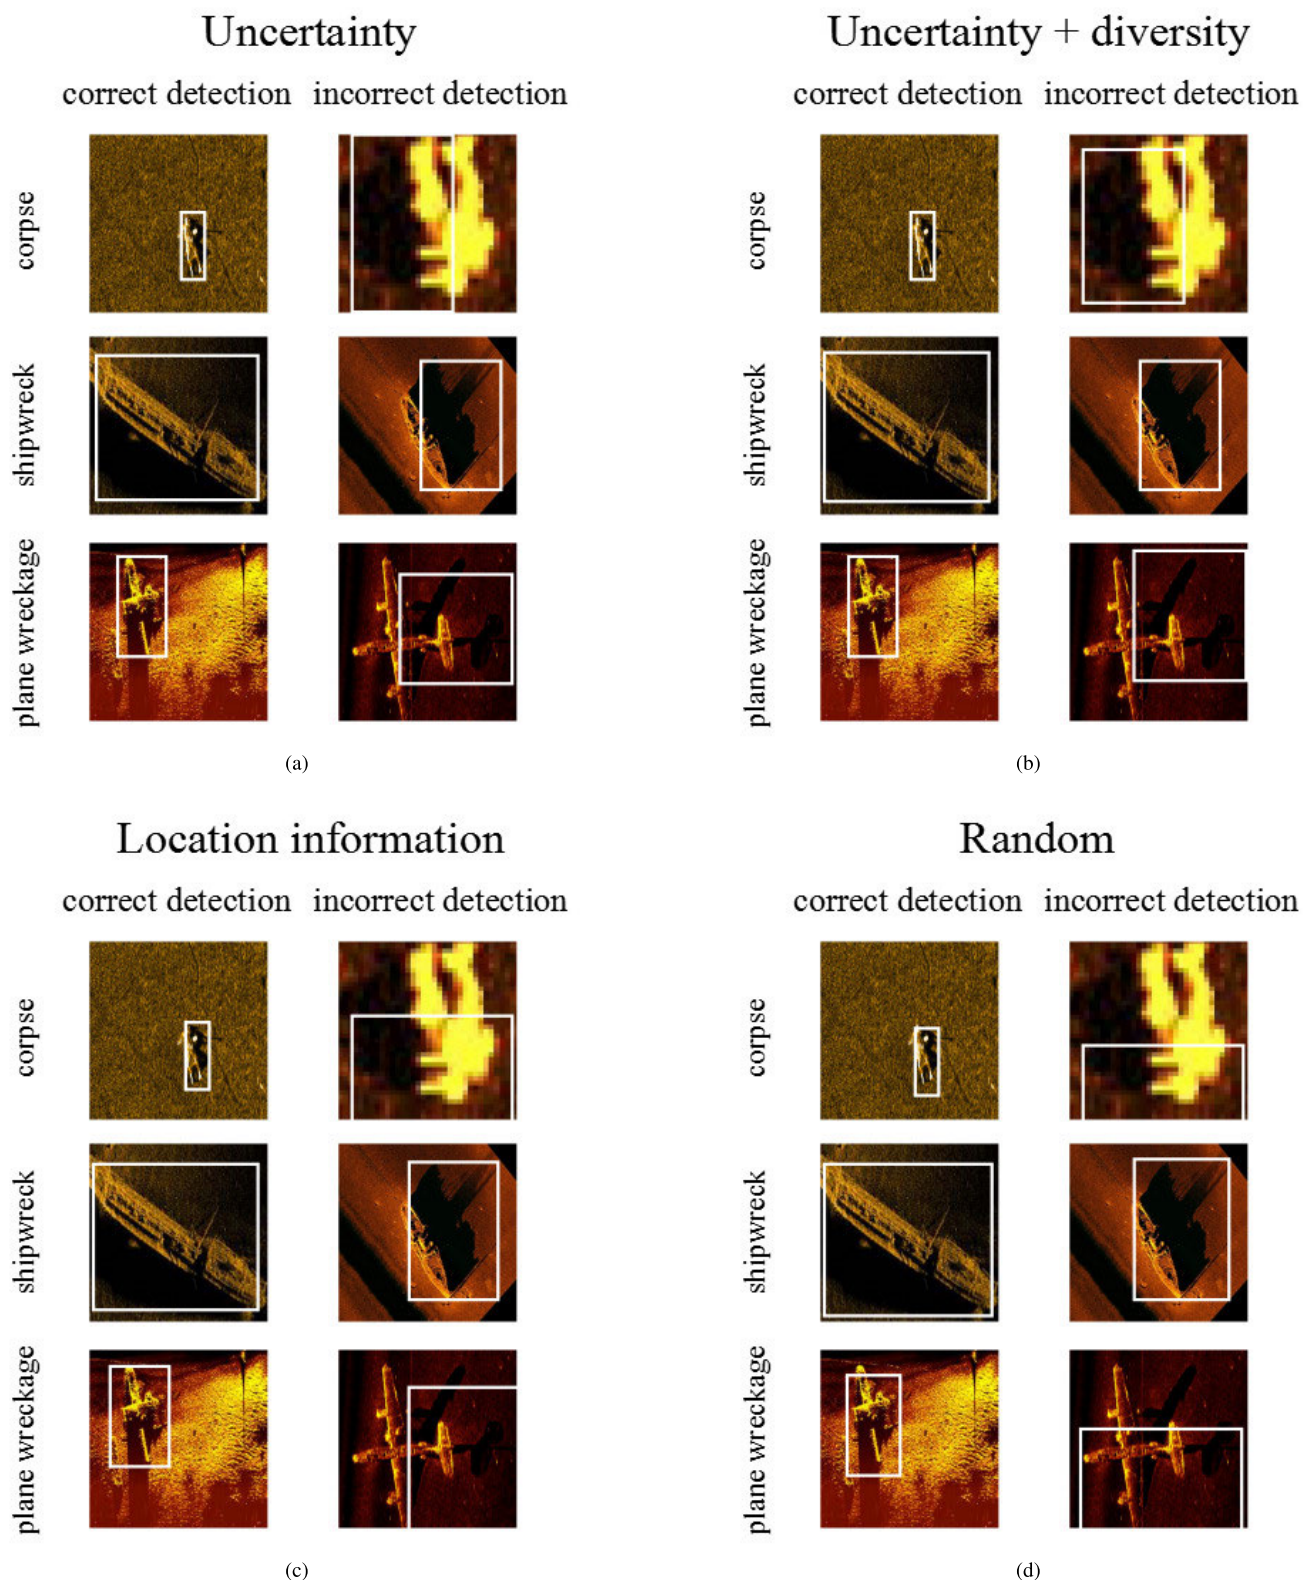 Uncertainty
correct detection
incorrect detection
corpse
shipwreck
plane wreckage
(a)
Uncertainty + diversity
correct detection
incorrect detection
corpse
shipwreck
plane wreckage
(b)
Location information
correct detection
incorrect detection
corpse
shipwreck
plane wreckage
(c)
Random
correct detection
incorrect detection
corpse
shipwreck
plane wreckage
(d)